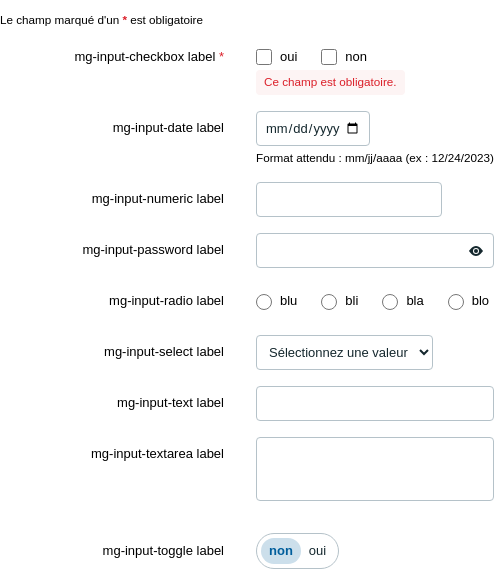 Le champ marqué d'un * est obligatoire
mg-input-checkbox label * oui non
Ce champ est obligatoire.
mg-input-date label mm/dd/yyyy
Format attendu : mm/jj/aaaa (ex : 12/24/2023)
mg-input-numeric label
mg-input-password label
mg-input-radio label blu bli bla blo
mg-input-select label Sélectionnez une valeur
mg-input-text label
mg-input-textarea label
mg-input-toggle label non oui